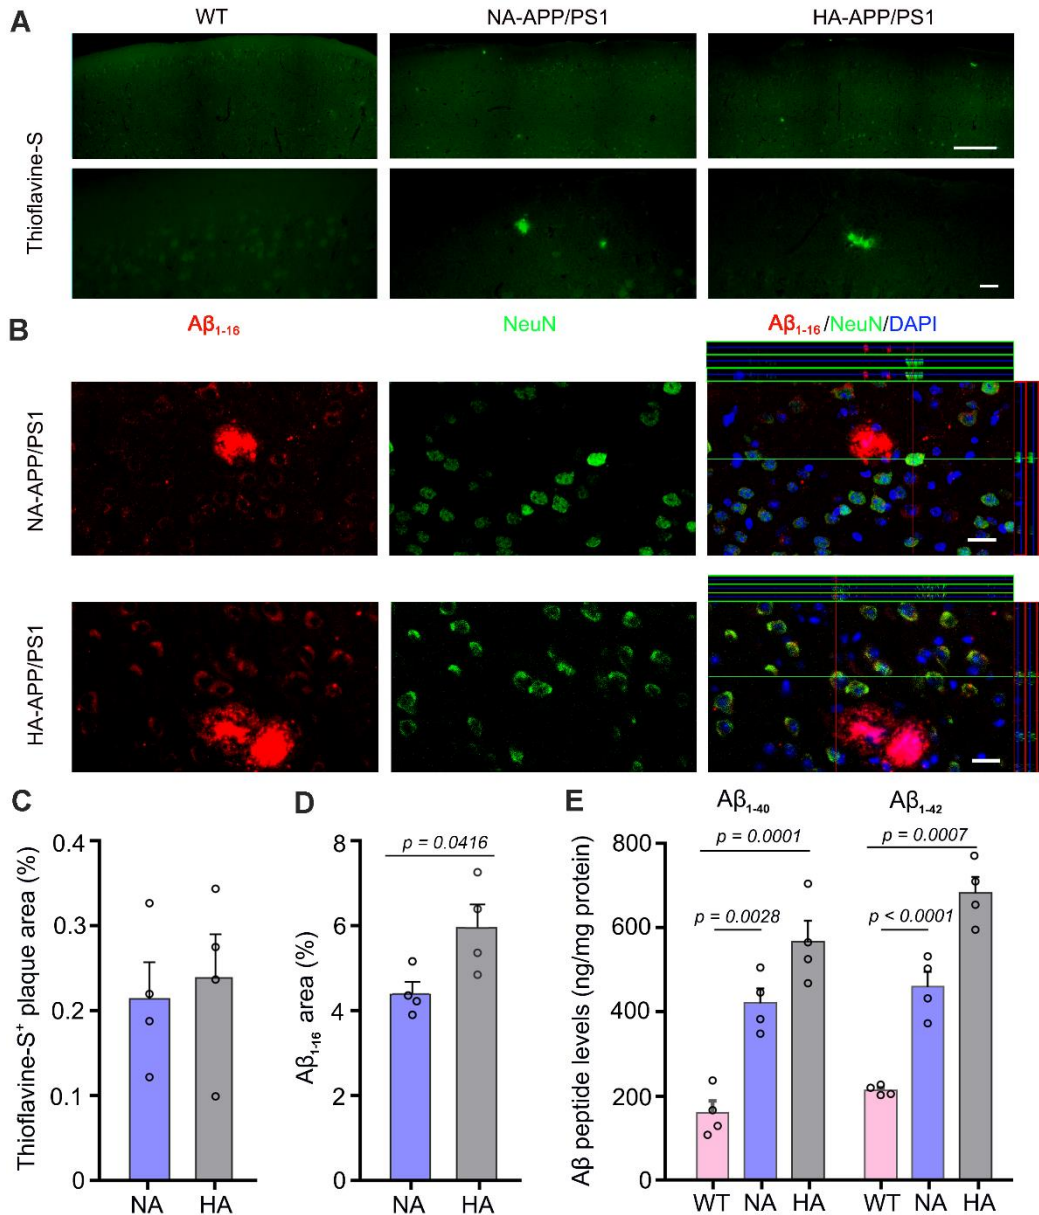 A
WT
NA-APP/PS1
HA-APP/PS1
Thioflavine-S
B
Aβ1-16
NeuN
Aβ1-16/NeuN/DAPI
NA-APP/PS1
HA-APP/PS1
C
Thioflavine-S+ plaque area (%)
0.4
0.3
0.2
0.1
0
NA
HA
D
Aβ1-16 area (%)
8
6
4
2
0
p = 0.0416
NA
HA
E
Aβ1-40
Aβ1-42
Aβ peptide levels (ng/mg protein)
800
600
400
200
0
p = 0.0001
p = 0.0007
p = 0.0028
p < 0.0001
WT
NA
HA
WT
NA
HA